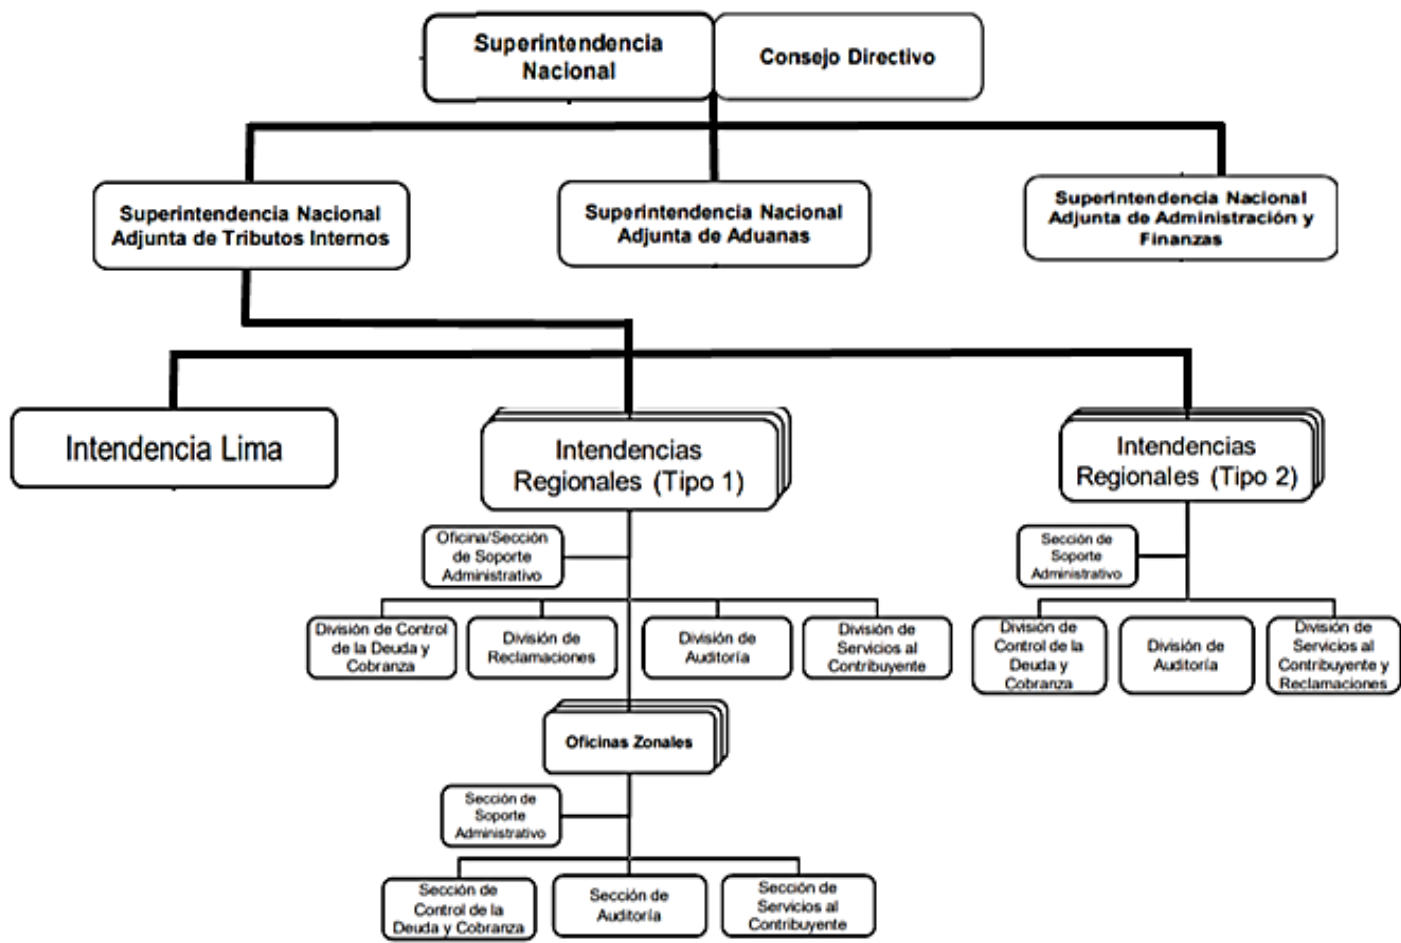 Superintendencia
Nacional
Consejo Directivo
Superintendencia Nacional
Adjunta de Tributos Internos
Superintendencia Nacional
Adjunta de Aduanas
Superintendencia Nacional
Adjunta de Administración y
Finanzas
Intendencia Lima
Intendencias
Regionales (Tipo 1)
Intendencias
Regionales (Tipo 2)
Oficina/Sección
de Soporte
Administrativo
Sección de
Soporte
Administrativo
División de Control
de la Deuda y
Cobranza
División de
Reclamaciones
División de
Auditoría
División de
Servicios al
Contribuyente
División de
Control de la
Deuda y
Cobranza
División de
Auditoría
División de
Servicios al
Contribuyente y
Reclamaciones
Oficinas Zonales
Sección de
Soporte
Administrativo
Sección de
Control de la
Deuda y Cobranza
Sección de
Auditoría
Sección de
Servicios al
Contribuyente